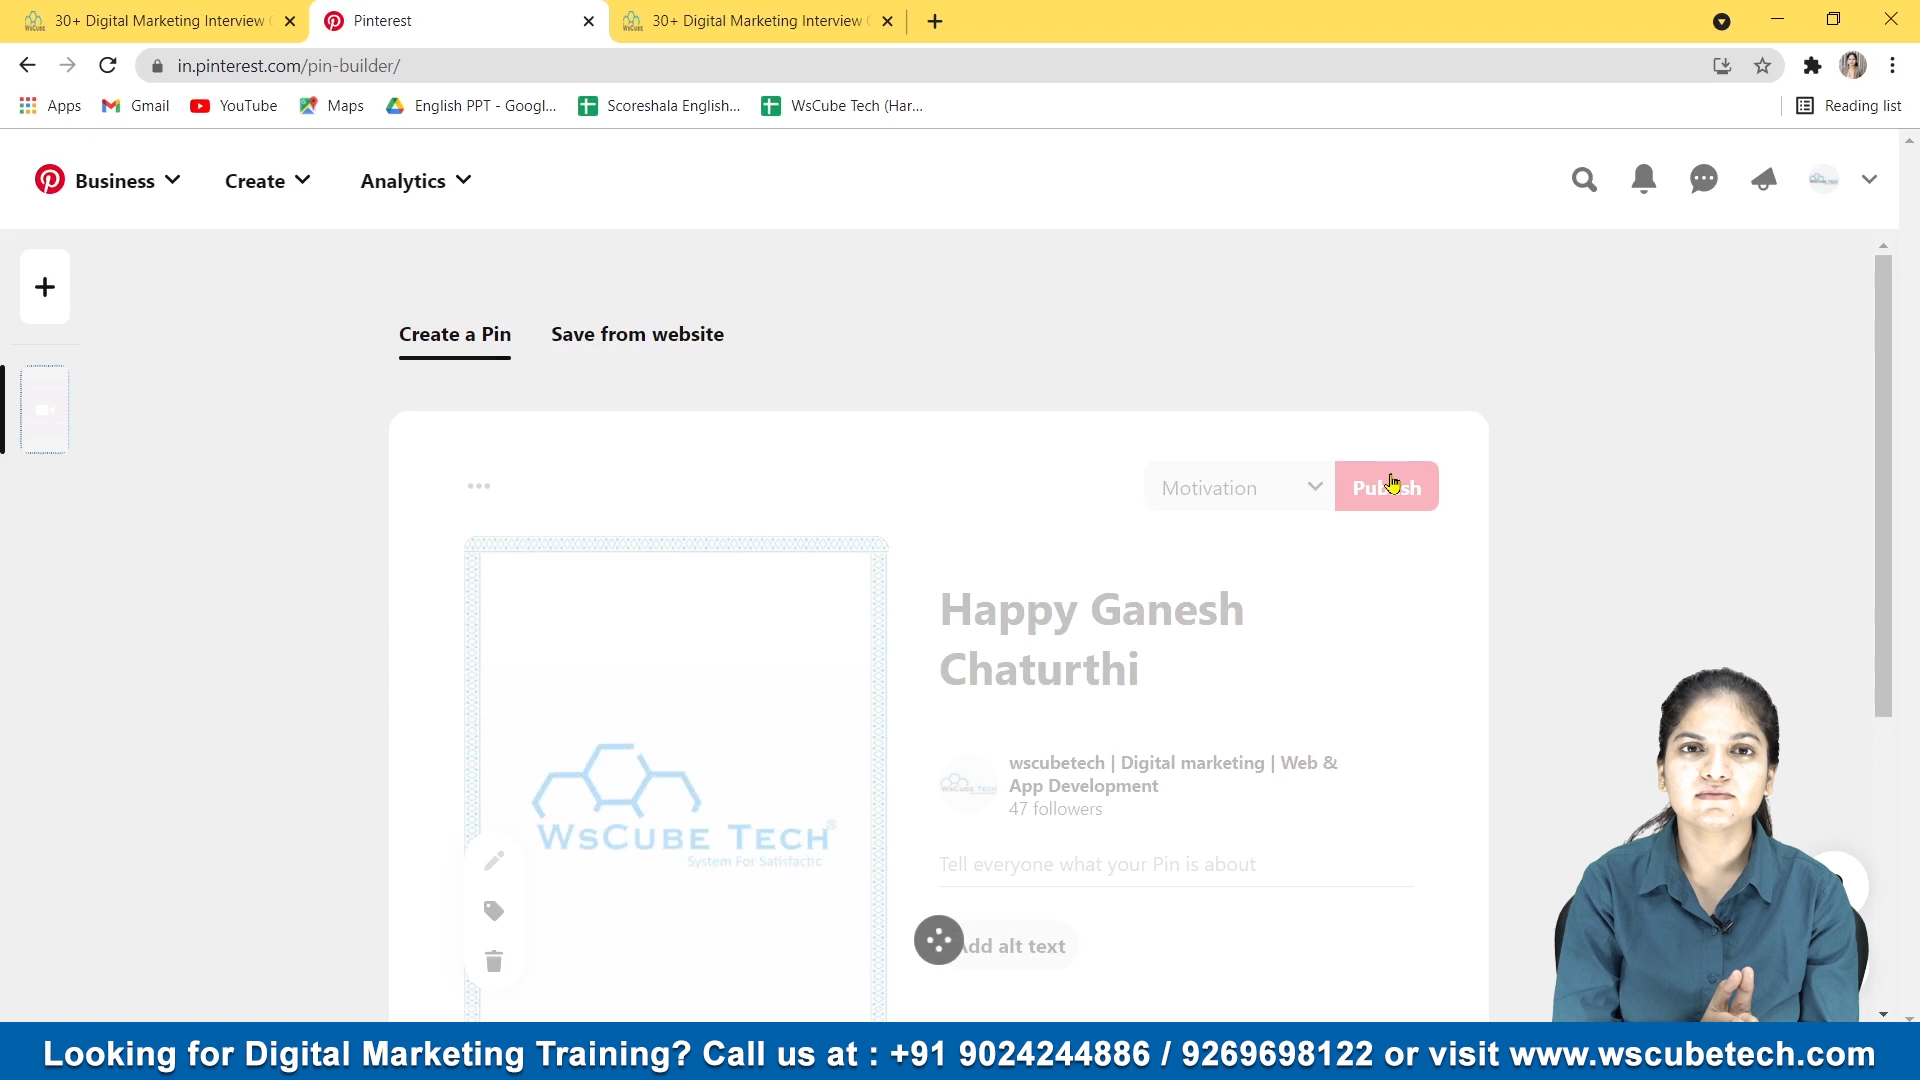 30+ Digital Marketing Interview
Pinterest
30+ Digital Marketing Interview
in.pinterest.com/pin-builder/
Apps
Gmail
YouTube
Maps
English PPT - Googl...
Scoreshala English...
WsCube Tech (Har...
Reading list
Business
Create
Analytics
Create a Pin
Save from website
Motivation
Publish
Happy Ganesh
Chaturthi
wscubetech | Digital marketing | Web &
App Development
47 followers
Tell everyone what your Pin is about
dd alt text
WsCube Tech®
System For Satisfactic
Looking for Digital Marketing Training? Call us at : +91 9024244886 / 9269698122 or visit www.wscubetech.com